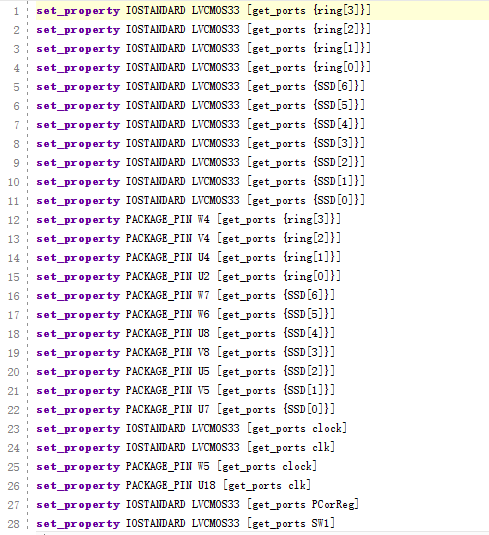 1 set_property IOSTANDARD LVCMOS33 [get_ports {ring[3]}]
2 set_property IOSTANDARD LVCMOS33 [get_ports {ring[2]}]
3 set_property IOSTANDARD LVCMOS33 [get_ports {ring[1]}]
4 set_property IOSTANDARD LVCMOS33 [get_ports {ring[0]}]
5 set_property IOSTANDARD LVCMOS33 [get_ports {SSD[6]}]
6 set_property IOSTANDARD LVCMOS33 [get_ports {SSD[5]}]
7 set_property IOSTANDARD LVCMOS33 [get_ports {SSD[4]}]
8 set_property IOSTANDARD LVCMOS33 [get_ports {SSD[3]}]
9 set_property IOSTANDARD LVCMOS33 [get_ports {SSD[2]}]
10 set_property IOSTANDARD LVCMOS33 [get_ports {SSD[1]}]
11 set_property IOSTANDARD LVCMOS33 [get_ports {SSD[0]}]
12 set_property PACKAGE_PIN W4 [get_ports {ring[3]}]
13 set_property PACKAGE_PIN V4 [get_ports {ring[2]}]
14 set_property PACKAGE_PIN U4 [get_ports {ring[1]}]
15 set_property PACKAGE_PIN U2 [get_ports {ring[0]}]
16 set_property PACKAGE_PIN W7 [get_ports {SSD[6]}]
17 set_property PACKAGE_PIN W6 [get_ports {SSD[5]}]
18 set_property PACKAGE_PIN U8 [get_ports {SSD[4]}]
19 set_property PACKAGE_PIN V8 [get_ports {SSD[3]}]
20 set_property PACKAGE_PIN U5 [get_ports {SSD[2]}]
21 set_property PACKAGE_PIN V5 [get_ports {SSD[1]}]
22 set_property PACKAGE_PIN U7 [get_ports {SSD[0]}]
23 set_property IOSTANDARD LVCMOS33 [get_ports clock]
24 set_property IOSTANDARD LVCMOS33 [get_ports clk]
25 set_property PACKAGE_PIN W5 [get_ports clock]
26 set_property PACKAGE_PIN U18 [get_ports clk]
27 set_property IOSTANDARD LVCMOS33 [get_ports PCorReg]
28 set_property IOSTANDARD LVCMOS33 [get_ports SW1]